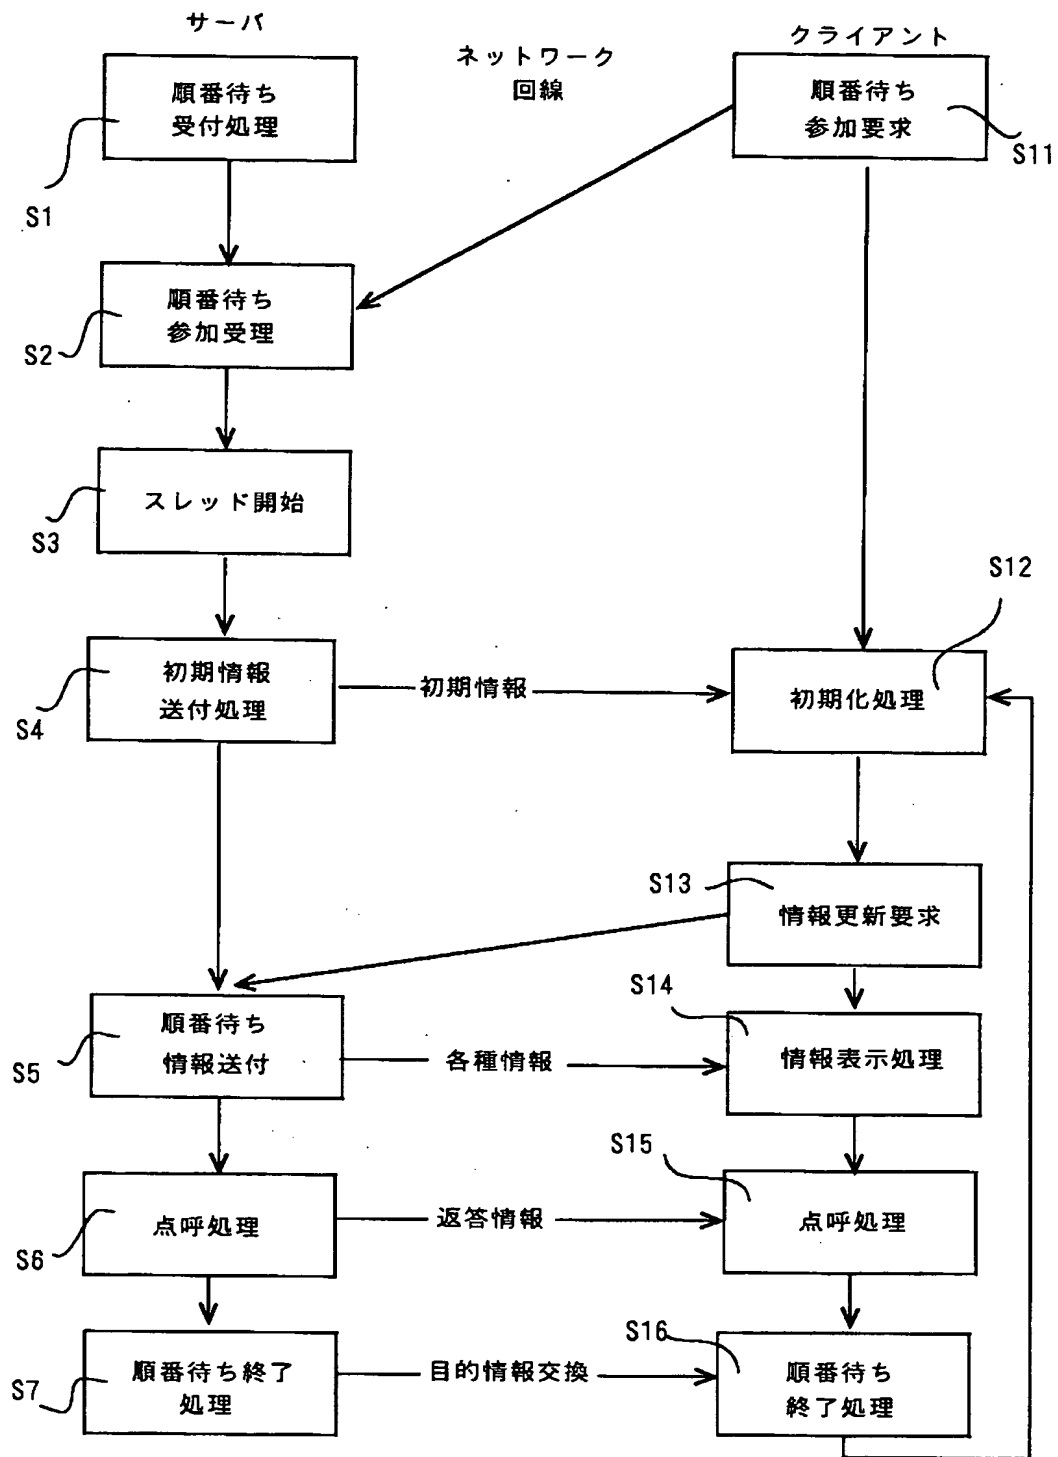 サーバ
ネットワーク
回線
クライアント
順番待ち
受付処理
S1
順番待ち
参加要求
S11
順番待ち
参加受理
S2
スレッド開始
S3
S12
初期情報
送付処理
S4
初期情報
初期化処理
S13
情報更新要求
順番待ち
情報送付
S5
各種情報
S14
情報表示処理
点呼処理
S6
返答情報
S15
点呼処理
順番待ち終了
処理
S7
目的情報交換
S16
順番待ち
終了処理